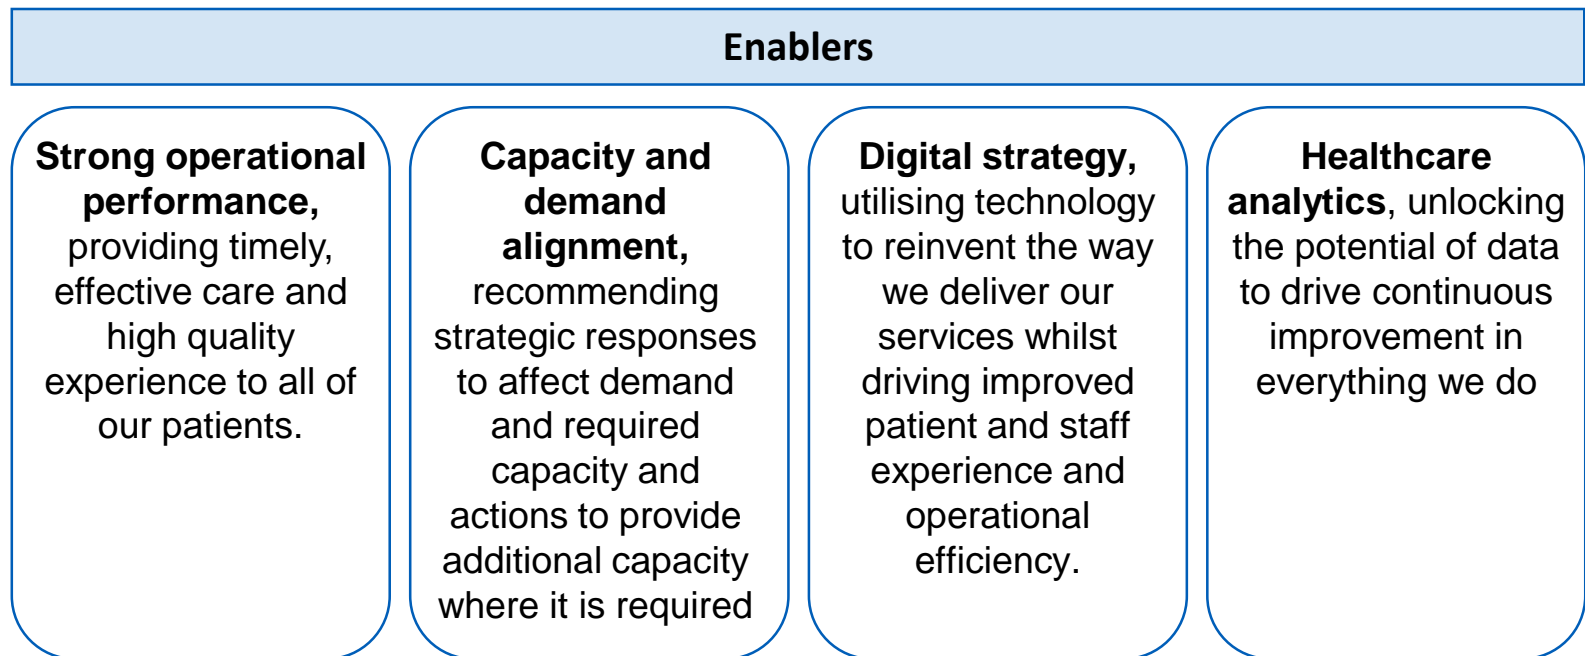 Enablers
Strong operational
performance,
providing timely,
effective care and
high quality
experience to all of
our patients.
Capacity and
demand
alignment,
recommending
strategic responses
to affect demand
and required
capacity and
actions to provide
additional capacity
where it is required
Digital strategy,
utilising technology
to reinvent the way
we deliver our
services whilst
driving improved
patient and staff
experience and
operational
efficiency.
Healthcare
analytics, unlocking
the potential of data
to drive continuous
improvement in
everything we do